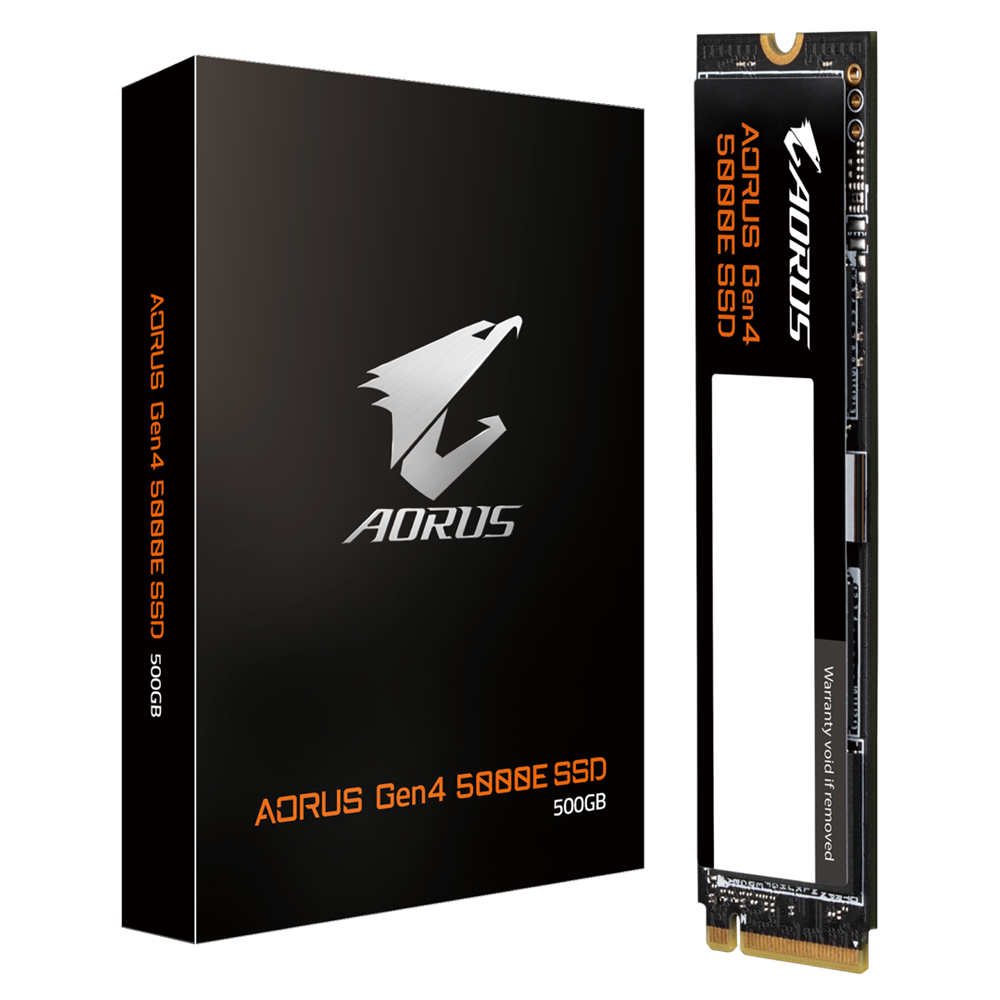 AORUS Gen4 5000E SSD 500GB
AORUS
AORUS Gen4 5000E SSD
500GB
AORUS
AORUS Gen4
5000E SSD
Warranty void if removed